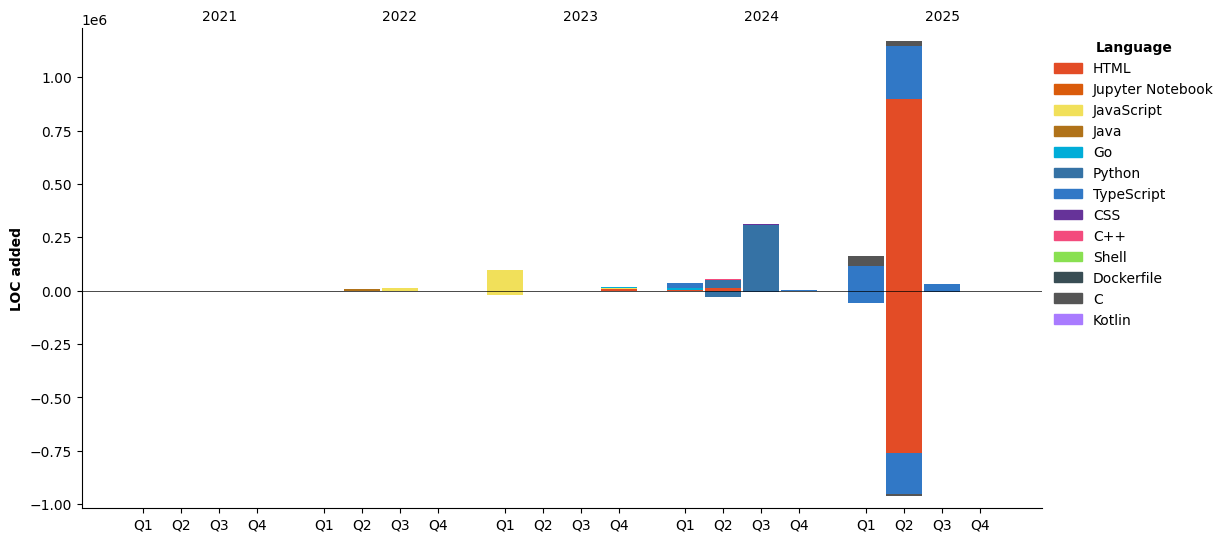 2021 2022 2023 2024 2025
1e6
LOC added
1.00
0.75
0.50
0.25
0.00
−0.25
−0.50
−0.75
−1.00
Q1 Q2 Q3 Q4 Q1 Q2 Q3 Q4 Q1 Q2 Q3 Q4 Q1 Q2 Q3 Q4 Q1 Q2 Q3 Q4
Language
HTML
Jupyter Notebook
JavaScript
Java
Go
Python
TypeScript
CSS
C++
Shell
Dockerfile
C
Kotlin